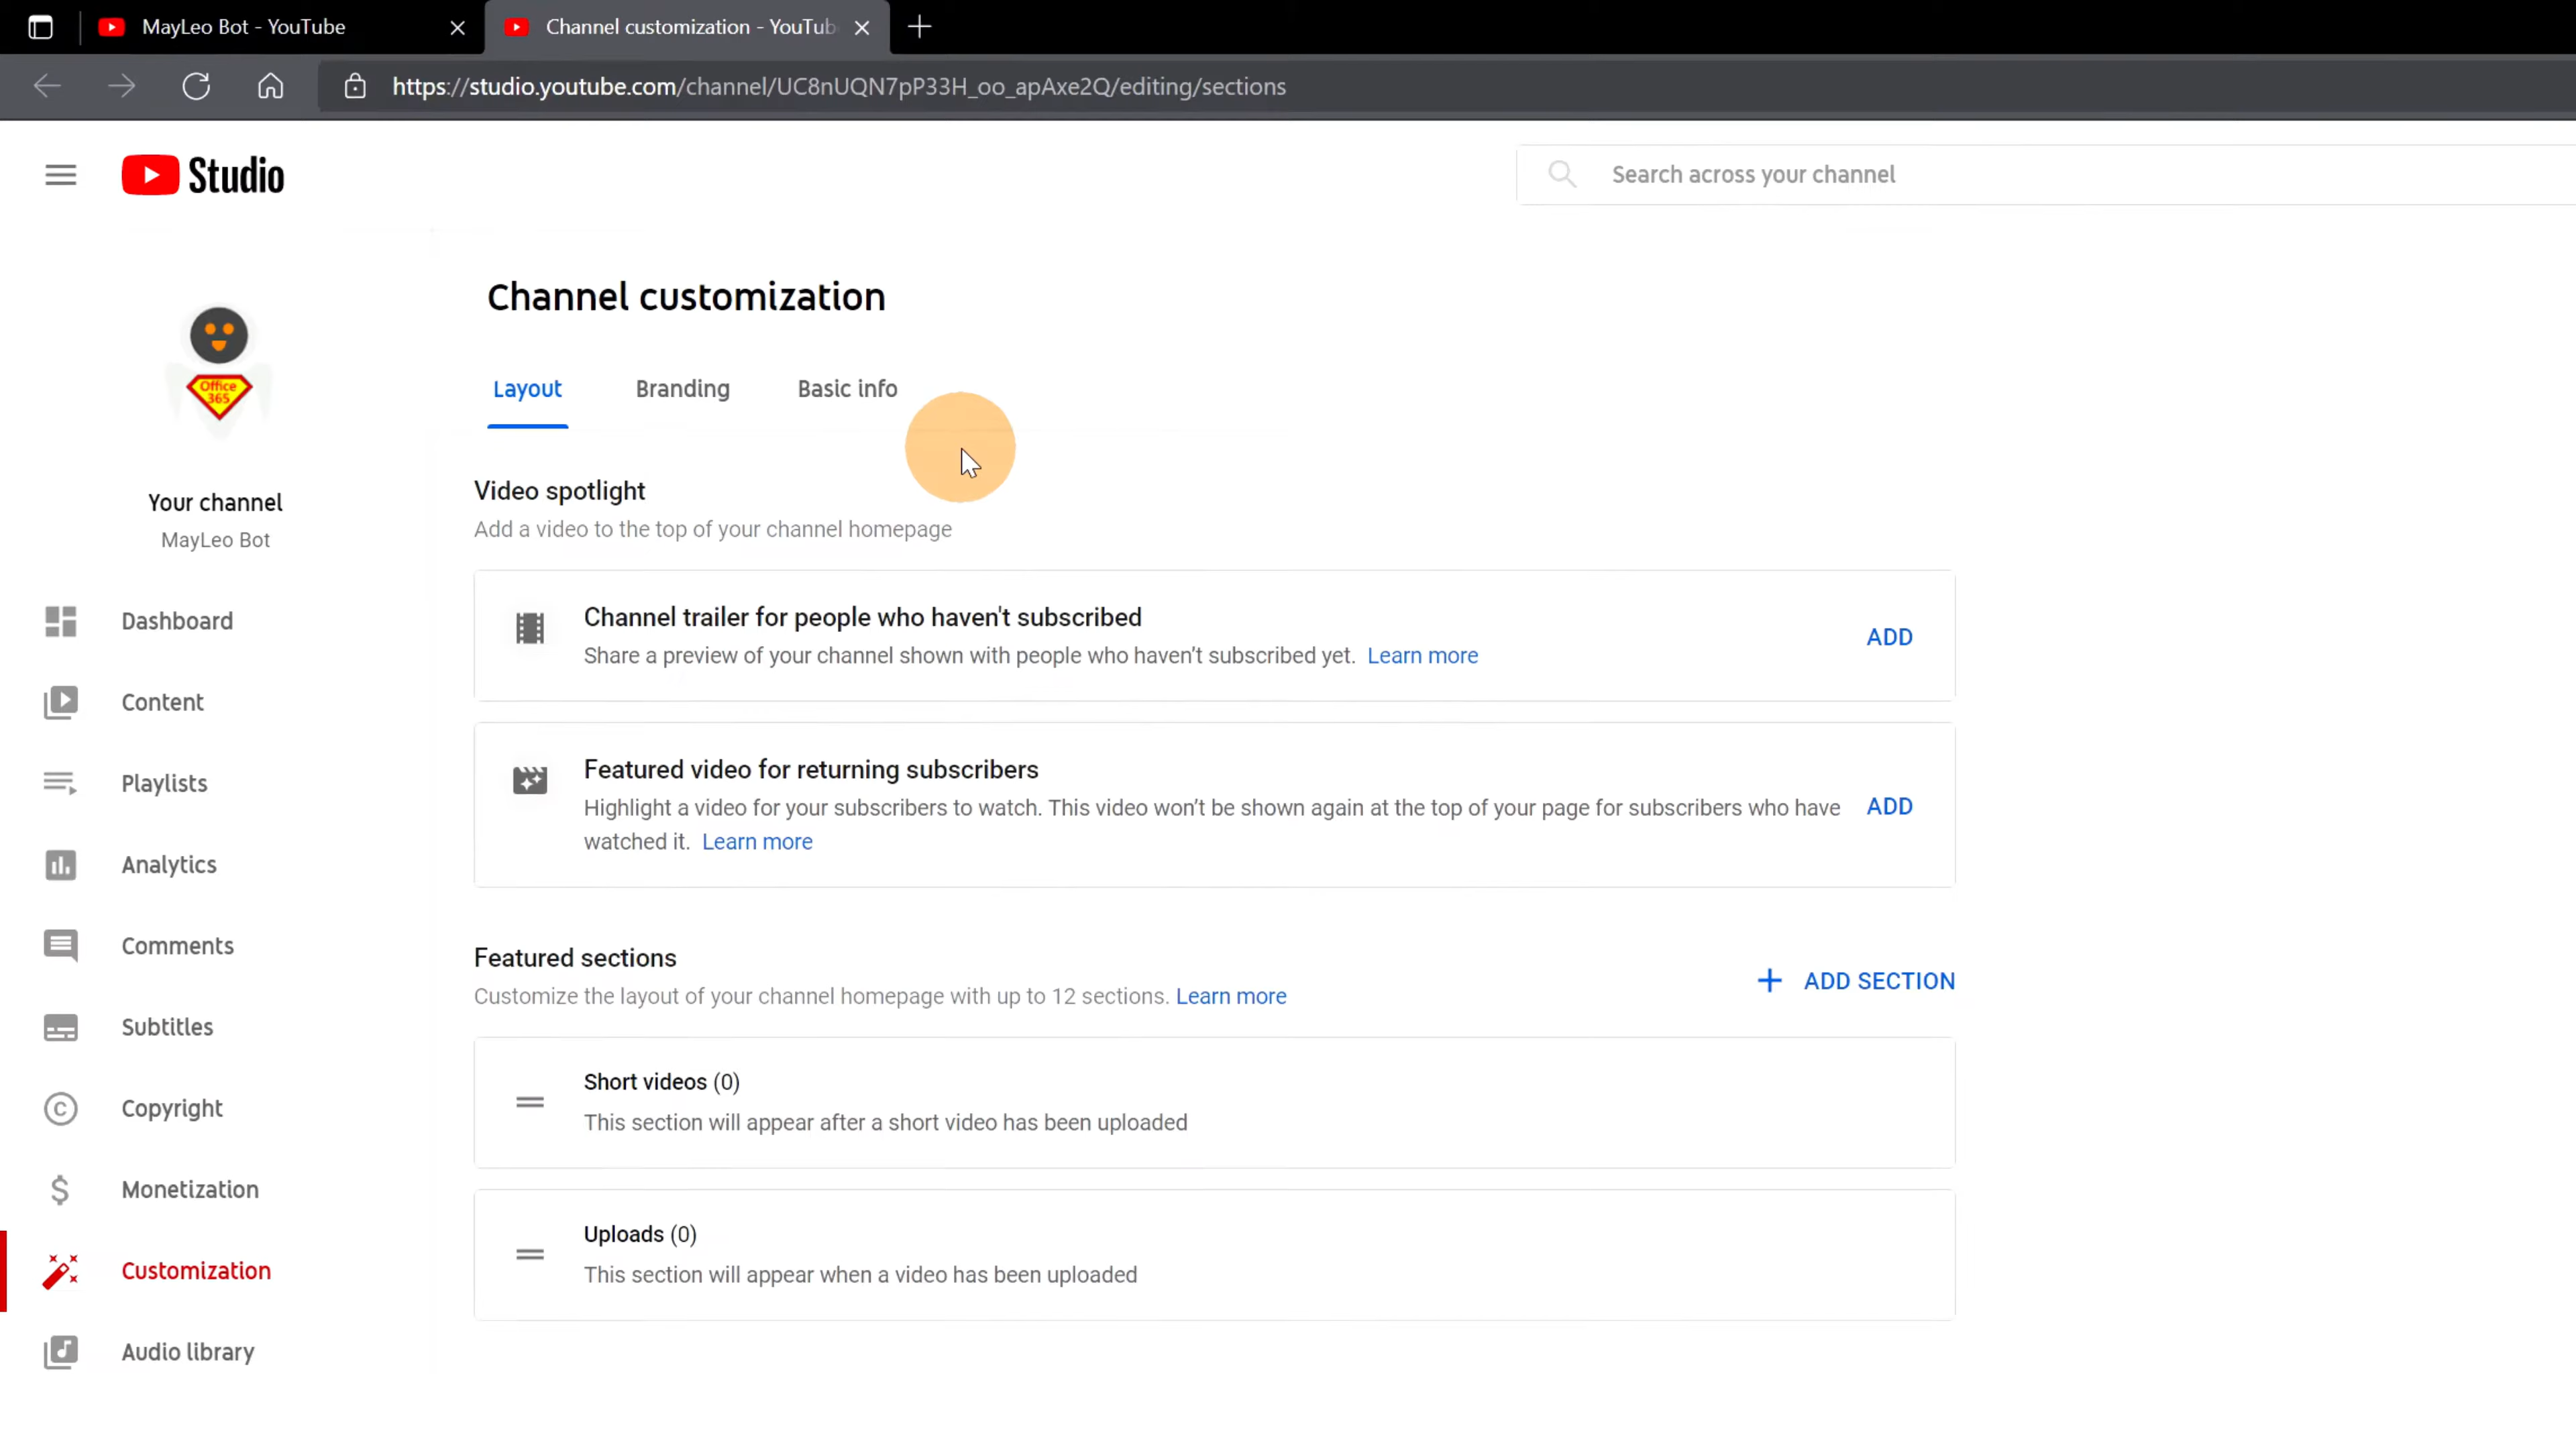 MayLeo Bot - YouTube
Channel customization - YouTub
https://studio.youtube.com/channel/UC8nUQN7pP33H_oo_apAxe2Q/editing/sections
Studio
Search across your channel
Office
365
Your channel
MayLeo Bot
Dashboard
Content
Playlists
Analytics
Comments
Subtitles
Copyright
Monetization
Customization
Audio library
Channel customization
Layout
Branding
Basic info
Video spotlight
Add a video to the top of your channel homepage
Channel trailer for people who haven't subscribed
Share a preview of your channel shown with people who haven’t subscribed yet. Learn more
ADD
Featured video for returning subscribers
Highlight a video for your subscribers to watch. This video won’t be shown again at the top of your page for subscribers who have
watched it. Learn more
ADD
Featured sections
Customize the layout of your channel homepage with up to 12 sections. Learn more
ADD SECTION
Short videos (0)
This section will appear after a short video has been uploaded
Uploads (0)
This section will appear when a video has been uploaded